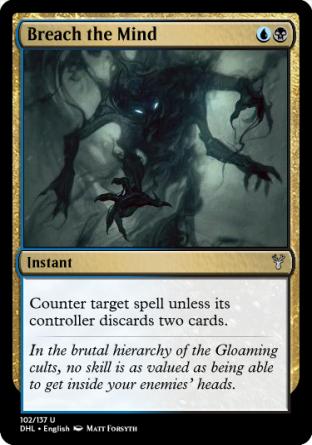 Breach the Mind
Instant
Counter target spell unless its
controller discards two cards.
In the brutal hierarchy of the Gloaming
cults, no skill is as valued as being able
to get inside your enemies' heads.
102/137 U
DHL • English Matt Forsyth